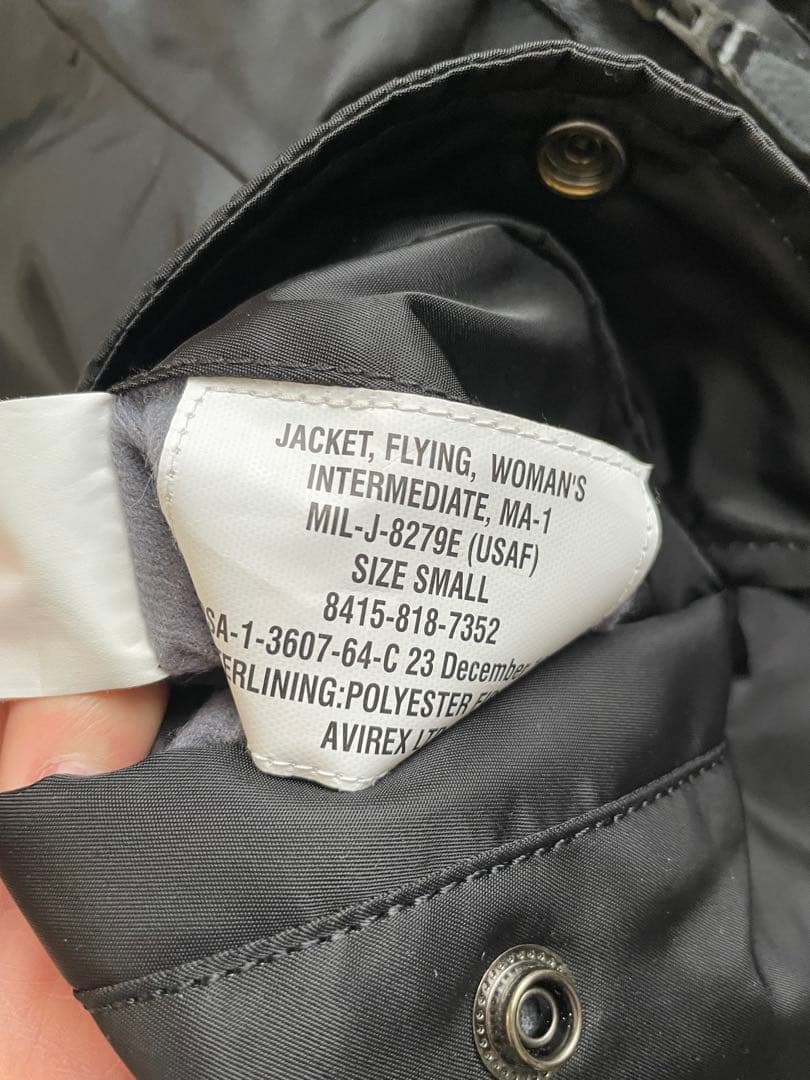 JACKET, FLYING, WOMAN'S
INTERMEDIATE, MA-1
MIL-J-8279E (USAF)
SIZE SMALL
8415-818-7352
SA-1-3607-64-C 23 December
ERLINING:POLYESTER
AVIREX